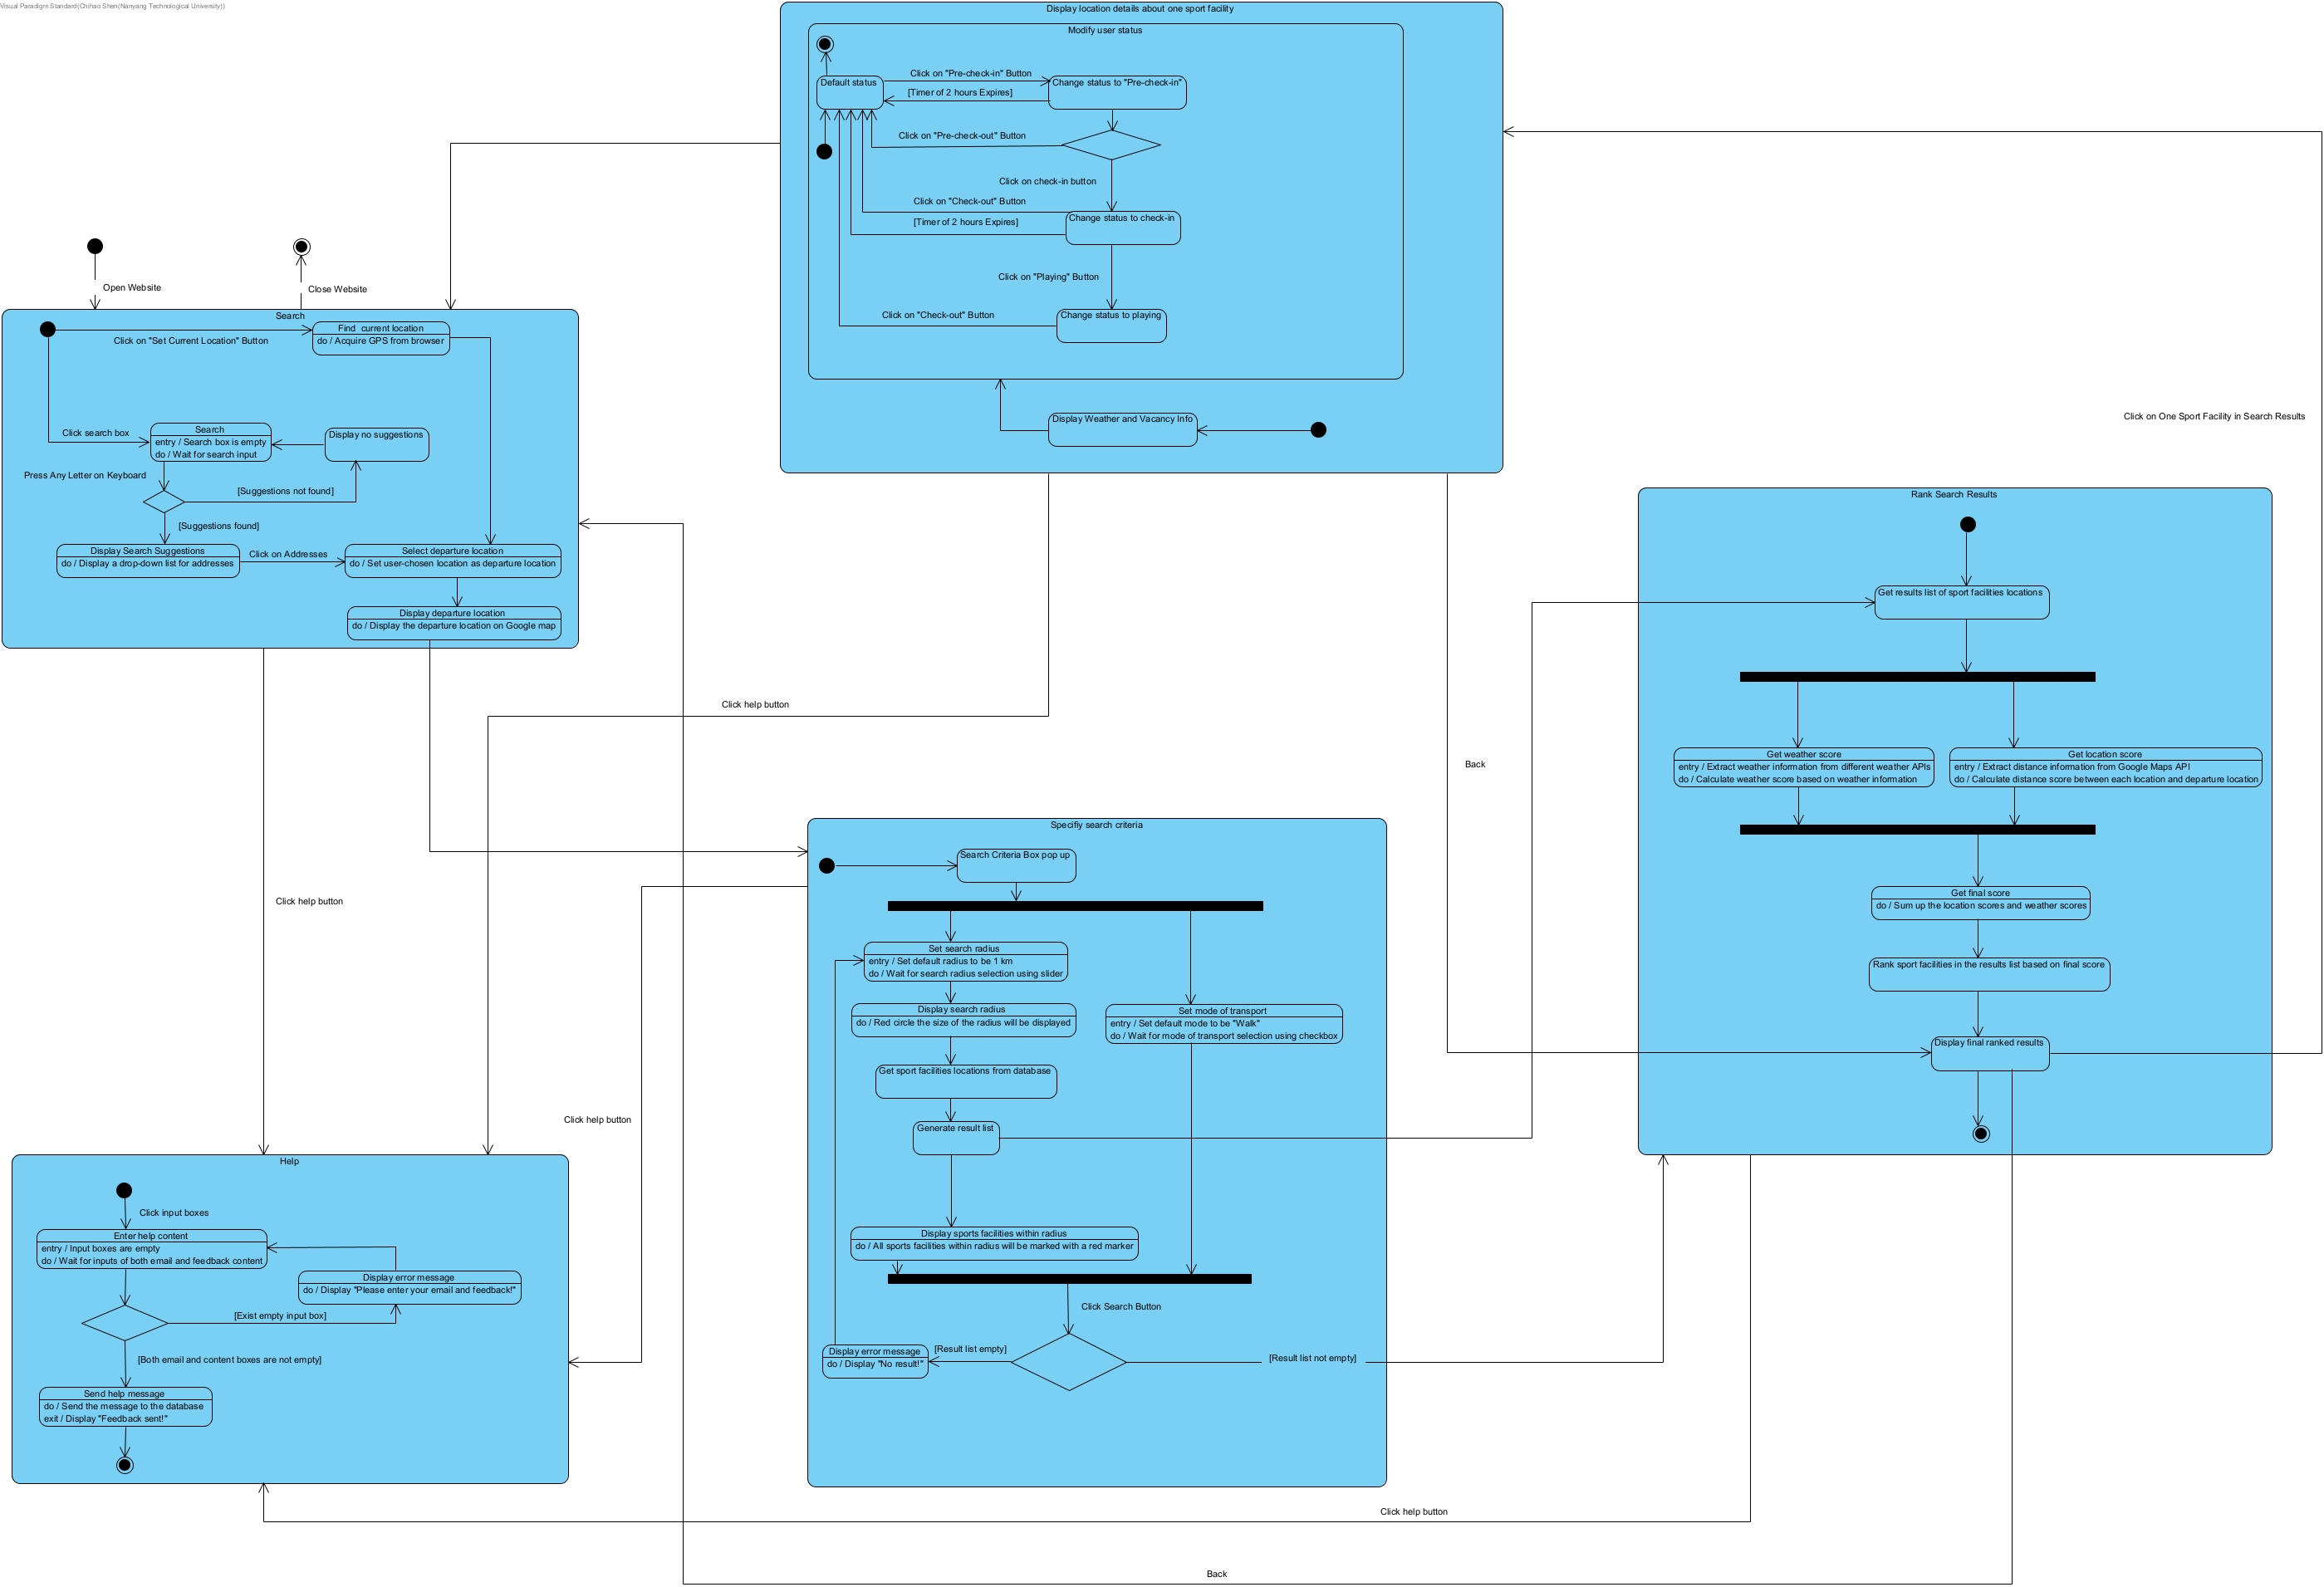 Visual Paradigm Standard(Chihao Shen(Nanyang Technological University))
Display location details about one sport facility
Modify user status
Default status
Click on "Pre-check-in" Button
[Timer of 2 hours Expires]
Change status to "Pre-check-in"
Click on "Pre-check-out" Button
Click on check-in button
Click on "Check-out" Button
[Timer of 2 hours Expires]
Change status to check-in
Click on "Playing" Button
Click on "Check-out" Button
Change status to playing
Display Weather and Vacancy Info
Open Website
Close Website
Search
Click on "Set Current Location" Button
Find  current location
do / Acquire GPS from browser
Click search box
Search
entry / Search box is empty
do / Wait for search input
Display no suggestions
Press Any Letter on Keyboard
[Suggestions not found]
[Suggestions found]
Display Search Suggestions
do / Display a drop-down list for addresses
Click on Addresses
Select departure location
do / Set user-chosen location as departure location
Display departure location
do / Display the departure location on Google map
Click on One Sport Facility in Search Results
Rank Search Results
Get results list of sport facilities locations
Get weather score
entry / Extract weather information from different weather APIs
do / Calculate weather score based on weather information
Get location score
entry / Extract distance information from Google Maps API
do / Calculate distance score between each location and departure location
Get final score
do / Sum up the location scores and weather scores
Rank sport facilities in the results list based on final score
Display final ranked results
Click help button
Back
Click help button
Click help button
Specifiy search criteria
Search Criteria Box pop up
Set search radius
entry / Set default radius to be 1 km
do / Wait for search radius selection using slider
Display search radius
do / Red circle the size of the radius will be displayed
Set mode of transport
entry / Set default mode to be "Walk"
do / Wait for mode of transport selection using checkbox
Get sport facilities locations from database
Generate result list
Display sports facilities within radius
do / All sports facilities within radius will be marked with a red marker
Click Search Button
Display error message
do / Display "No result!"
[Result list empty]
[Result list not empty]
Help
Click input boxes
Enter help content
entry / Input boxes are empty
do / Wait for inputs of both email and feedback content
Display error message
do / Display "Please enter your email and feedback!"
[Exist empty input box]
[Both email and content boxes are not empty]
Send help message
do / Send the message to the database
exit / Display "Feedback sent!"
Click help button
Back